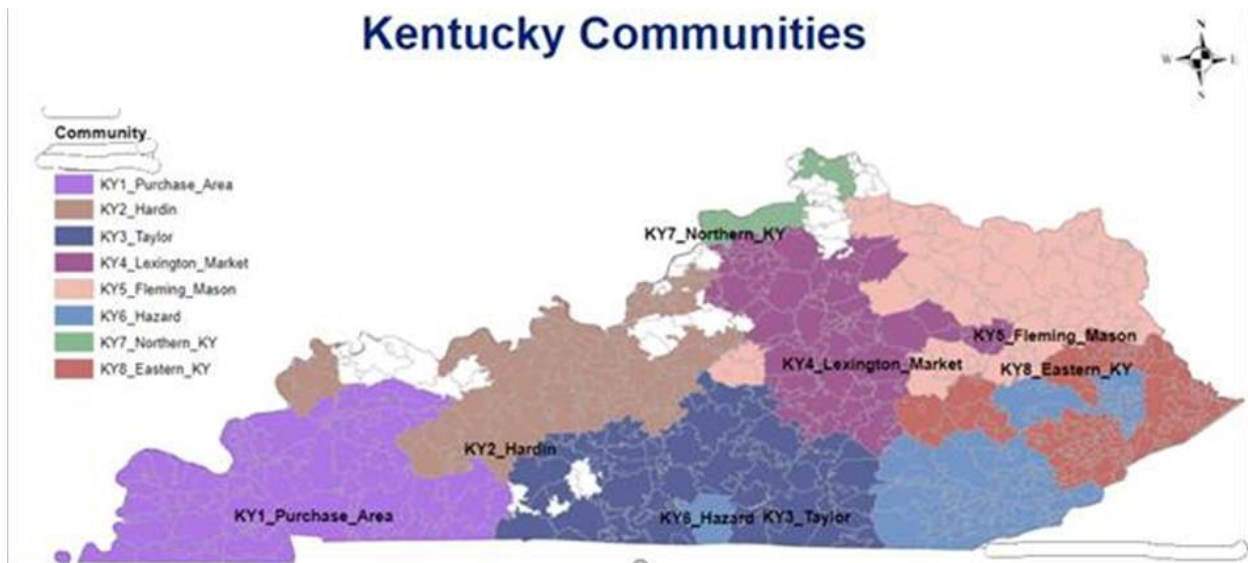 Kentucky Communities
N
W E
Community
KY1_Purchase_Area
KY2_Hardin
KY3_Taylor
KY4_Lexington_Market
KY5_Fleming_Mason
KY6_Hazard
KY7_Northern_KY
KY8_Eastern_KY
KY7_Northern_KY
KY5_Fleming_Mason
KY4_Lexington_Market
KY8_Eastern_KY
KY2_Hardin
KY1_Purchase_Area
KY6_Hazard
KY3_Taylor